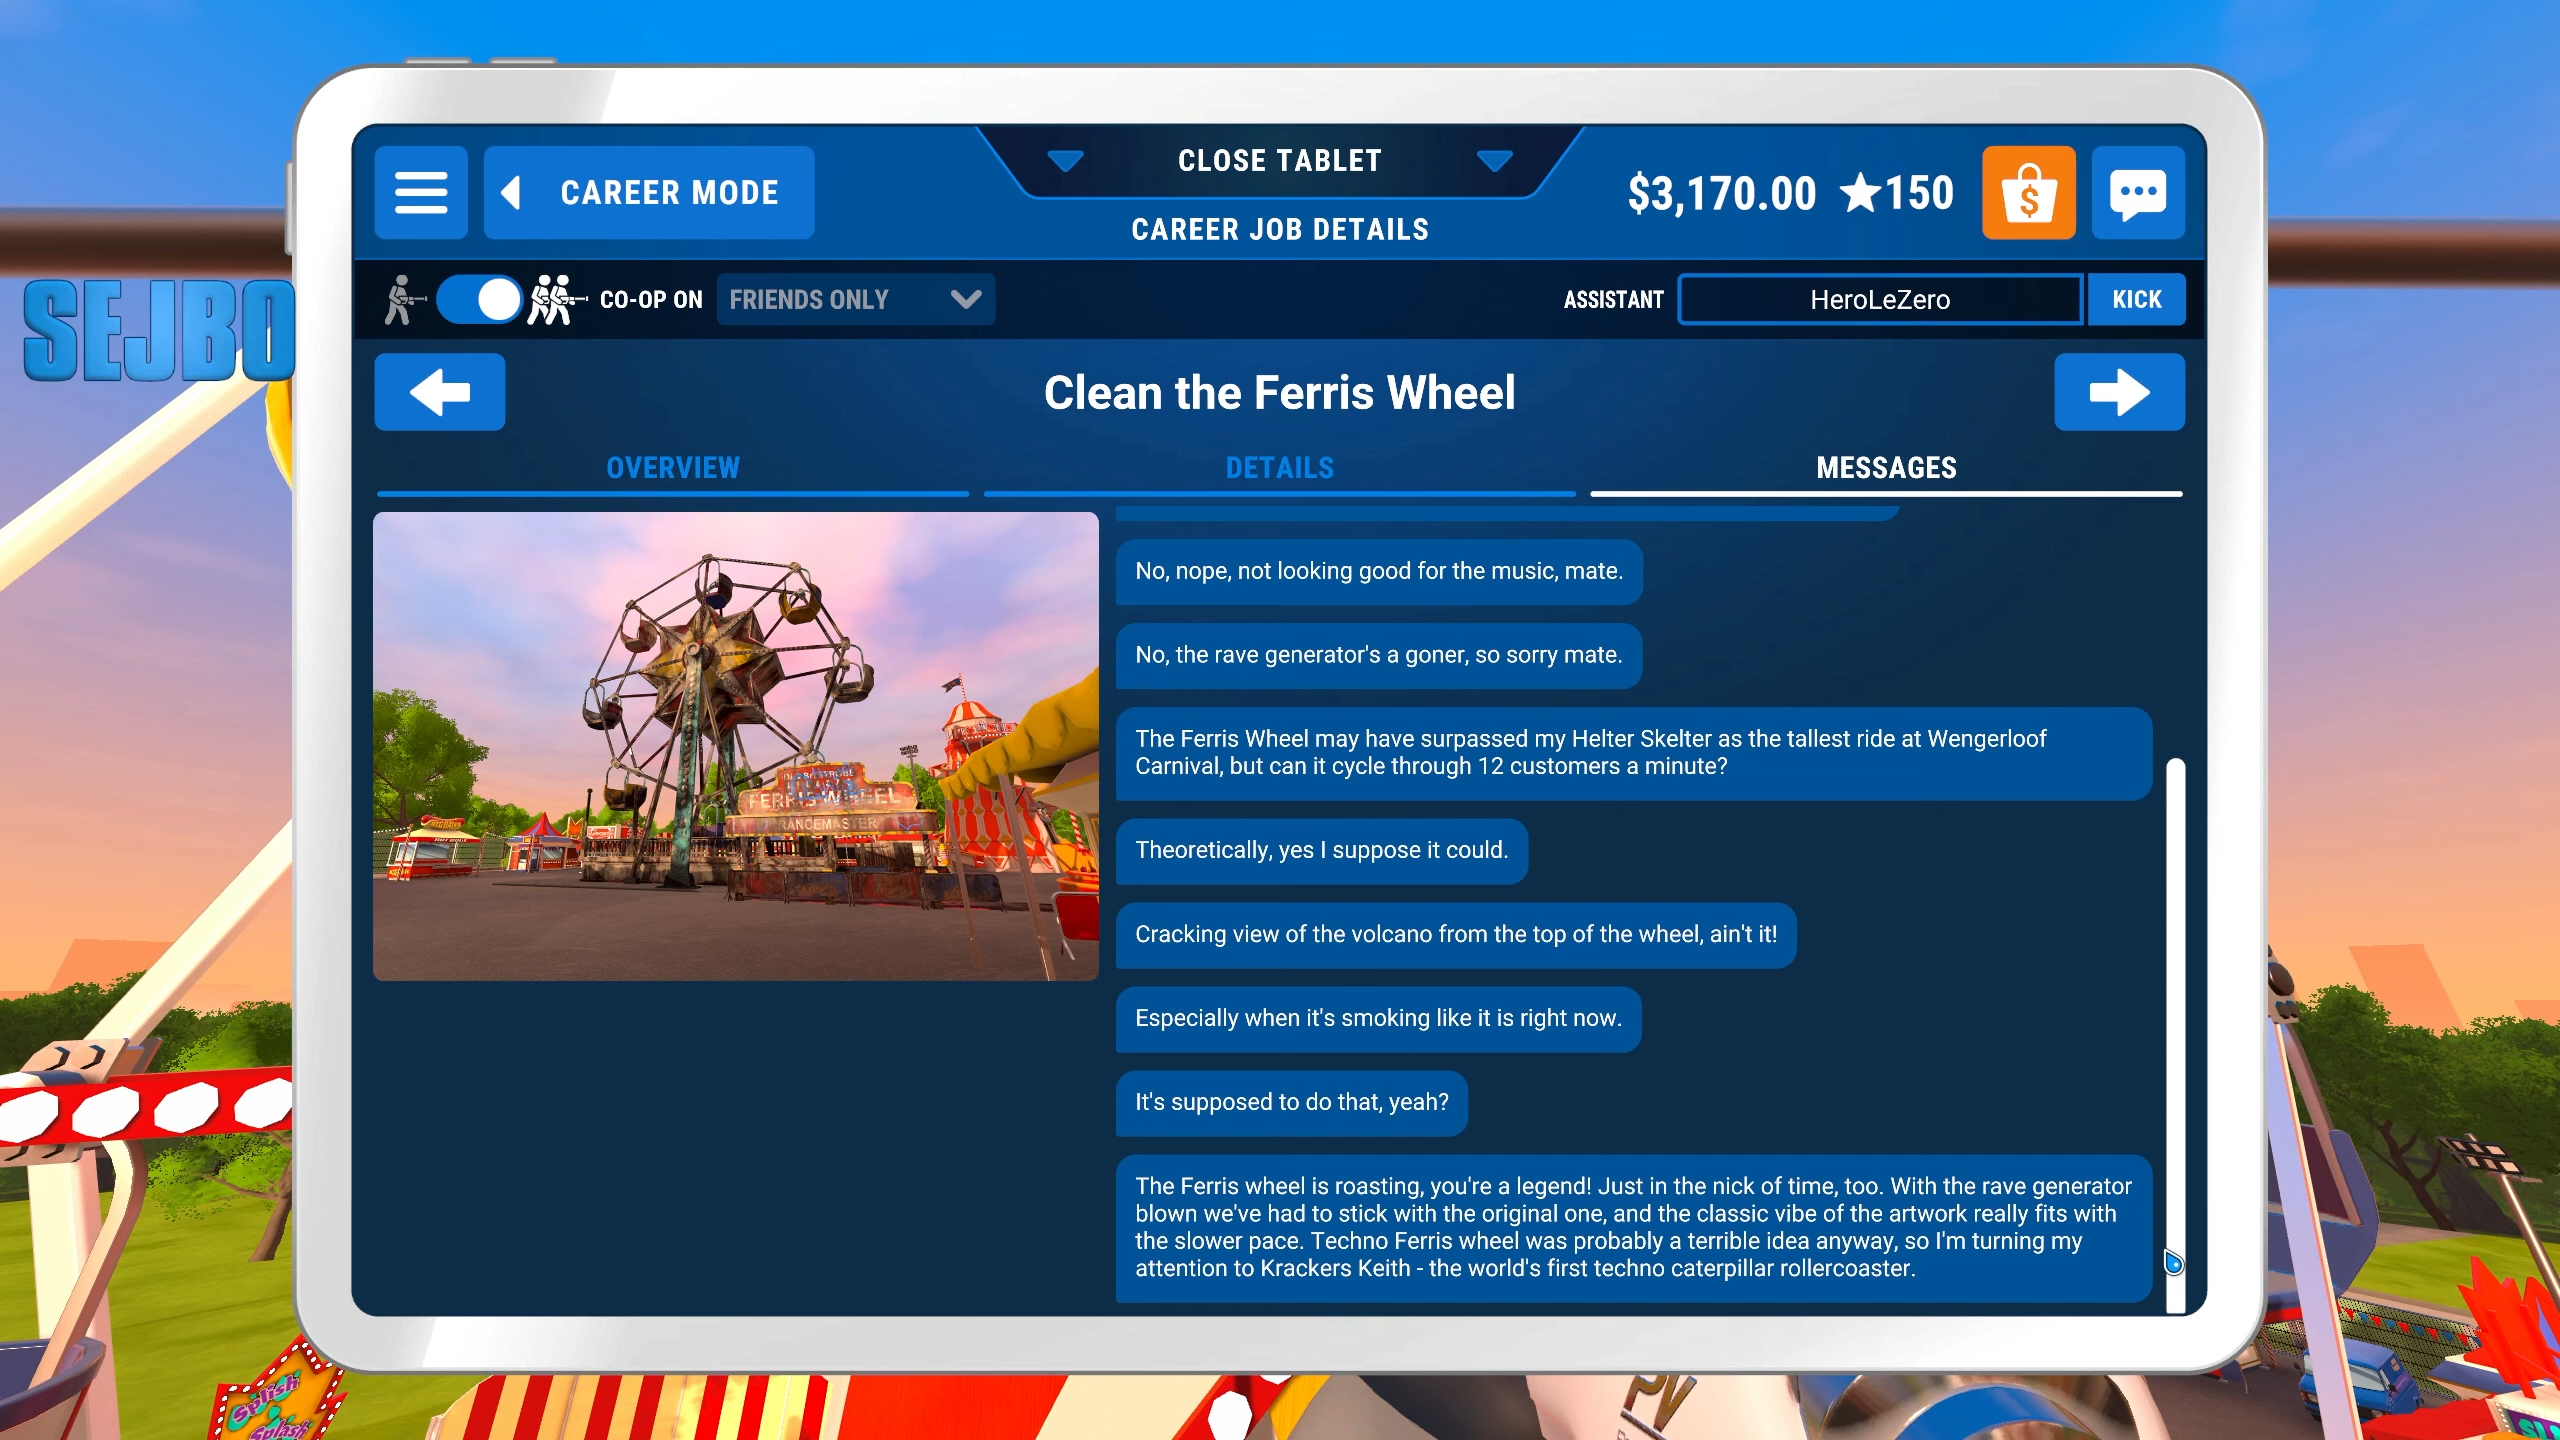 CLOSE TABLET
CAREER MODE
$3,170.00 ★150
CAREER JOB DETAILS
CO-OP ON
FRIENDS ONLY
ASSISTANT
HeroLeZero
KICK
SEJBO
Clean the Ferris Wheel
OVERVIEW
DETAILS
MESSAGES
No, nope, not looking good for the music, mate.
No, the rave generator's a goner, so sorry mate.
The Ferris Wheel may have surpassed my Helter Skelter as the tallest ride at Wengerloof
Carnival, but can it cycle through 12 customers a minute?
Theoretically, yes I suppose it could.
Cracking view of the volcano from the top of the wheel, ain't it!
Especially when it's smoking like it is right now.
It's supposed to do that, yeah?
The Ferris wheel is roasting, you're a legend! Just in the nick of time, too. With the rave generator
blown we've had to stick with the original one, and the classic vibe of the artwork really fits with
the slower pace. Techno Ferris wheel was probably a terrible idea anyway, so I'm turning my
attention to Krackers Keith - the world's first techno caterpillar rollercoaster.
FERRIS WHEEL
TRANCEMASTER
Splish
Splash
PV